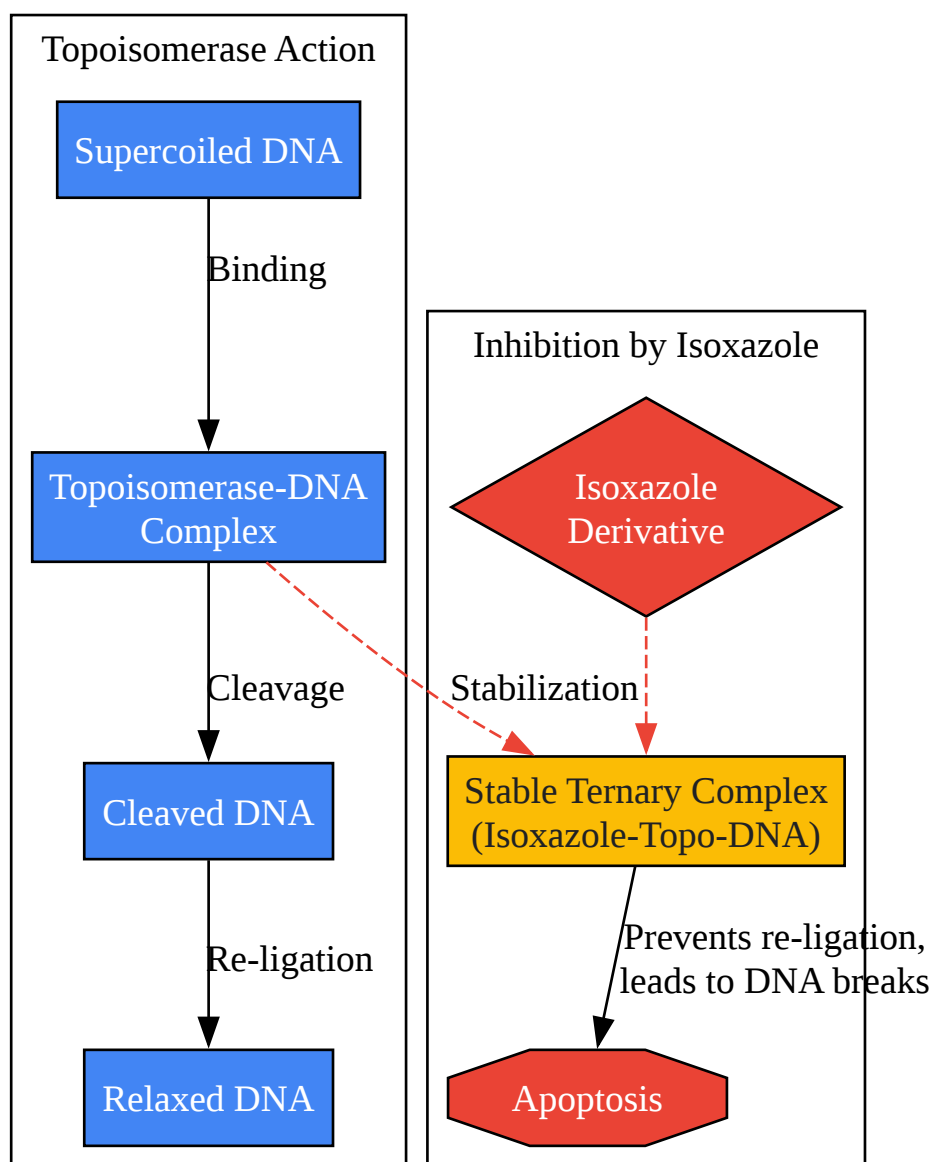 Topoisomerase Action
Supercoiled DNA
Binding
Topoisomerase-DNA
Complex
Cleavage
Cleaved DNA
Re-ligation
Relaxed DNA
Inhibition by Isoxazole
Isoxazole
Derivative
Stabilization
Stable Ternary Complex
(Isoxazole-Topo-DNA)
Prevents re-ligation,
leads to DNA breaks
Apoptosis